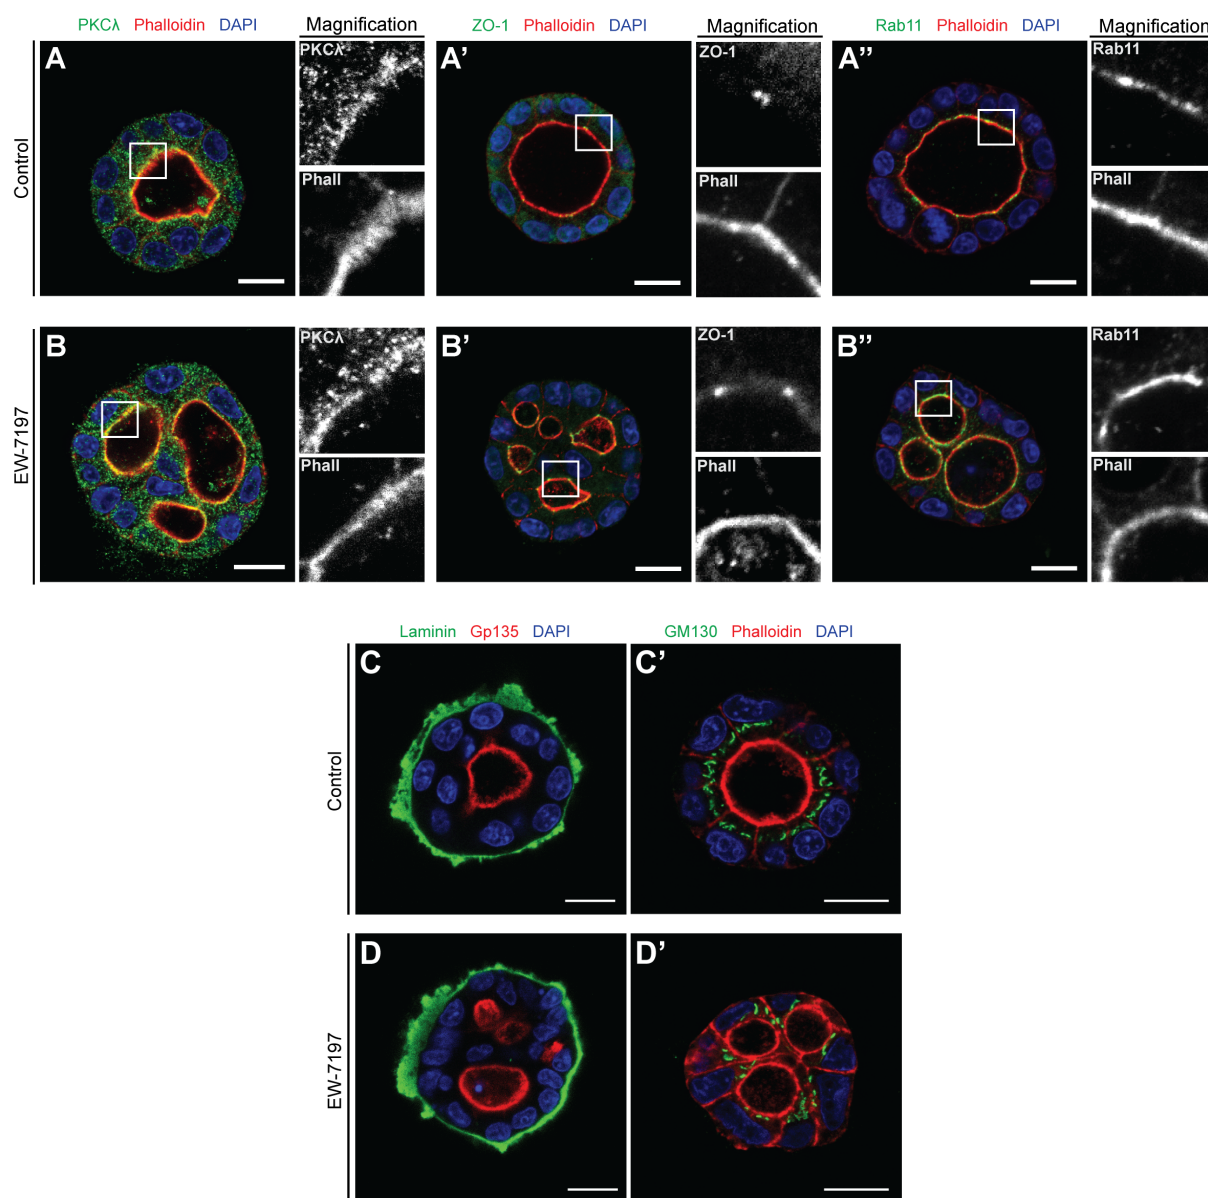 PKCλ Phalloidin DAPI Magnification ZO-1 Phalloidin DAPI Magnification Rab11 Phalloidin DAPI Magnification
Control
A PKCλ A’ ZO-1 A’’ Rab11
Phall Phall Phall
EW-7197
B PKCλ B’ ZO-1 B’’ Rab11
Phall Phall Phall
Laminin Gp135 DAPI GM130 Phalloidin DAPI
Control
C C’
EW-7197
D D’